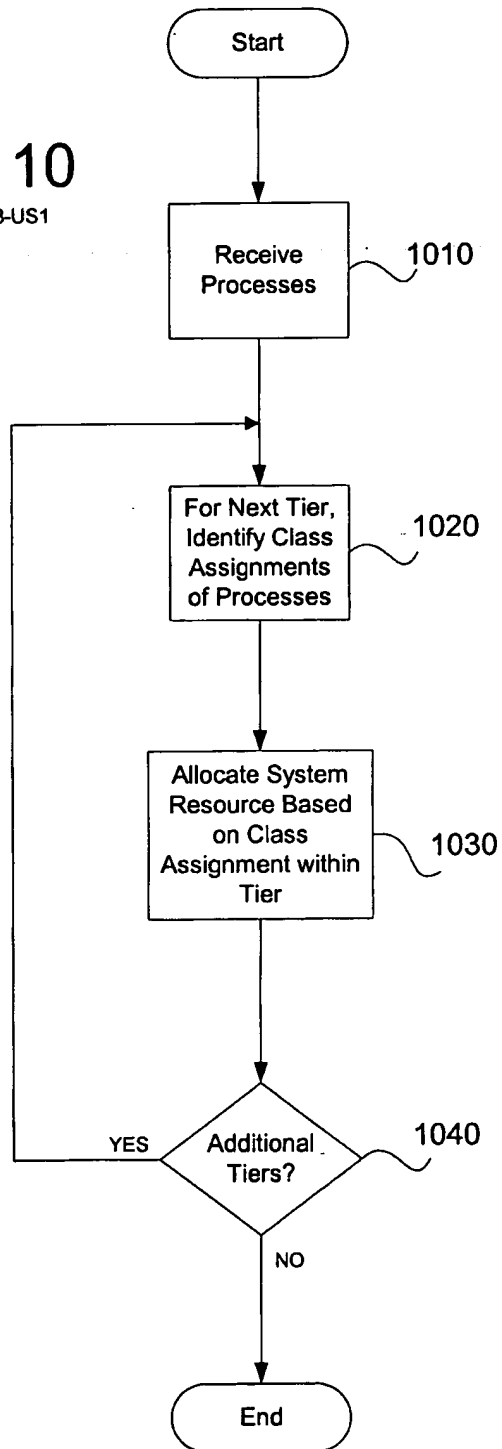 Start
10
3-US1
Receive
Processes
1010
For Next Tier,
Identify Class
Assignments
of Processes
1020
Allocate System
Resource Based
on Class
Assignment within
Tier
1030
YES
Additional
Tiers?
1040
NO
End